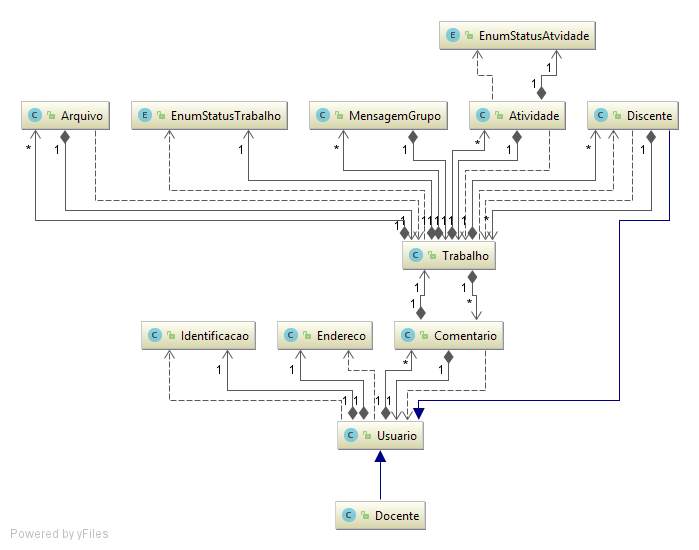 E EnumStatusAtvidade
1
1
C Arquivo
E EnumStatusTrabalho
C MensagemGrupo
C Atividade
C Discente
* 1 1 * 1 * 1 * 1
1 1 1 1 1 1 *
C Trabalho
1 1
1 *
C Identificacao
C Endereco
C Comentario
1 1 * 1
1 1 1 1
C Usuario
C Docente
Powered by yFiles